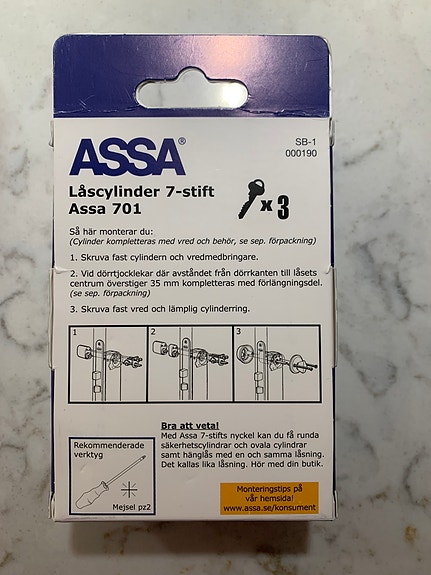 ASSA®
SB-1
000190
Låscylinder 7-stift
Assa 701
x 3
Så här monterar du:
(Cylinder kompletteras med vred och behör, se sep. förpackning)
1. Skruva fast cylindern och vredmedbringare.
2. Vid dörrtjocklekar där avståndet från dörrkanten till låsets
centrum överstiger 35 mm kompletteras med förlängningsdel.
(se sep. förpackning)
3. Skruva fast vred och lämplig cylinderring.
1
2
3
Rekommenderade
verktyg
Mejsel pz2
Bra att veta!
Med Assa 7-stifts nyckel kan du få runda
säkerhetscylindrar och ovala cylindrar
samt hänglås med en och samma låsning.
Det kallas lika låsning. Hör med din butik.
Monteringstips på
vår hemsida!
www.assa.se/konsument